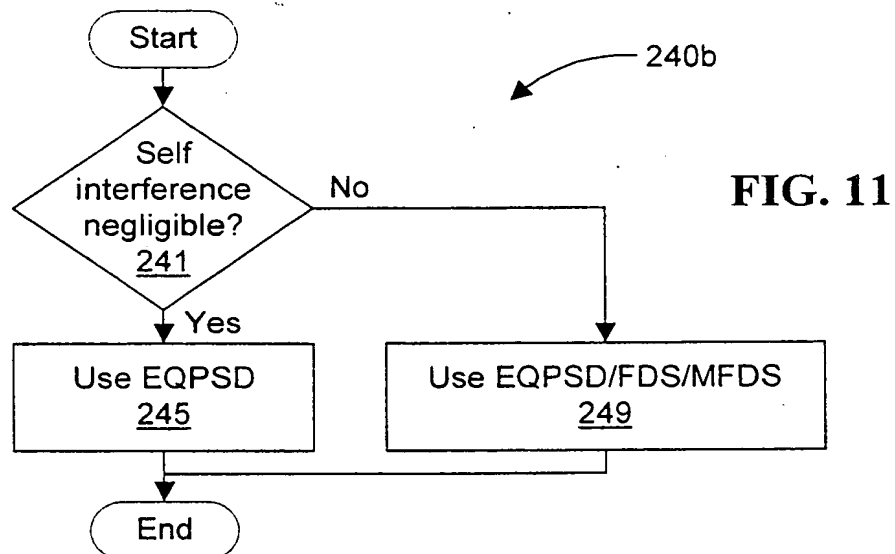 Start
240b
Self
interference
negligible?
241
No
FIG. 11
Yes
Use EQPSD
245
Use EQPSD/FDS/MFDS
249
End